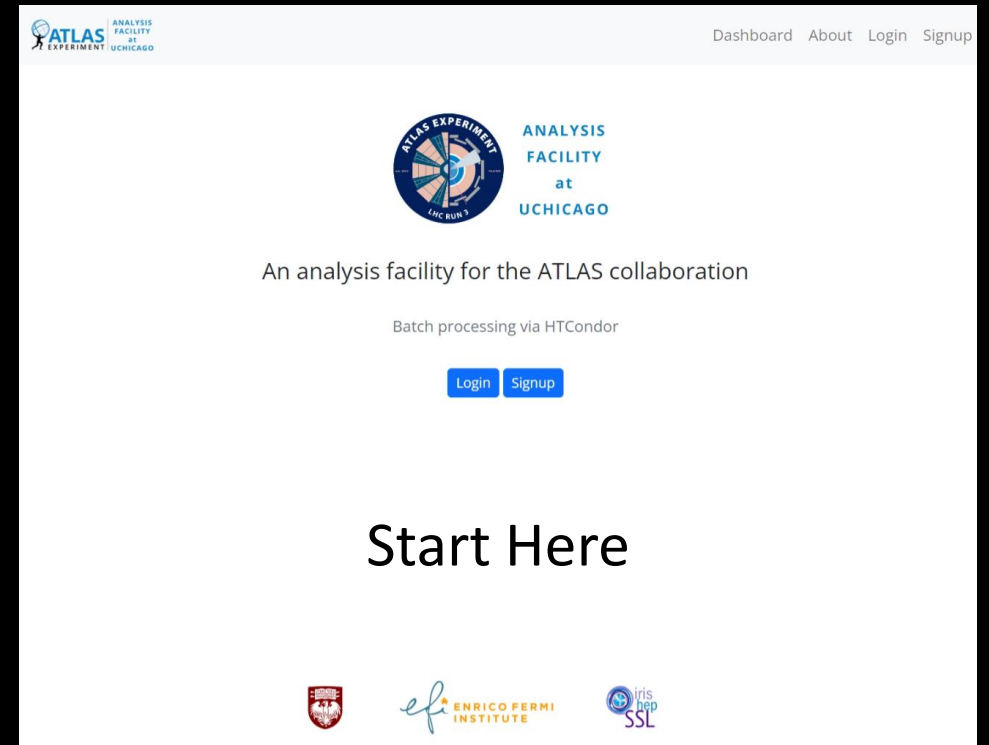 ATLAS
EXPERIMENT
ANALYSIS
FACILITY
at
UCHICAGO
Dashboard About Login Signup
ATLAS EXPERIMENT
LHC RUN 3
ANALYSIS
FACILITY
at
UCHICAGO
An analysis facility for the ATLAS collaboration
Batch processing via HTCondor
Login Signup
Start Here
efi ENRICO FERMI
INSTITUTE
iris
hep
SSL